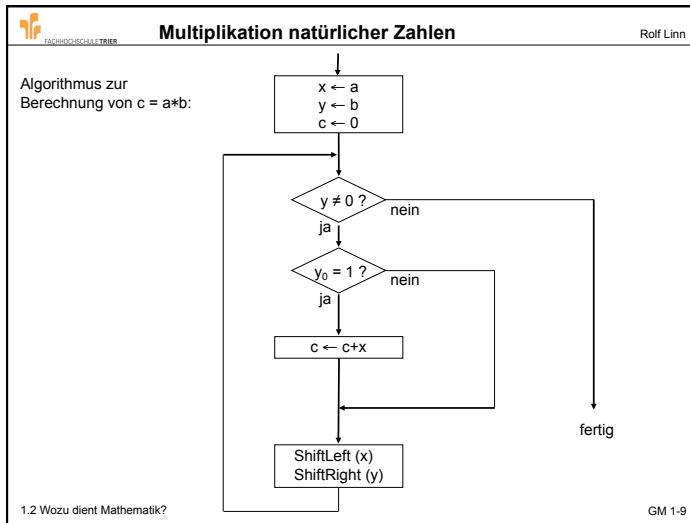 FACHHOCHSCHULE TRIER
Multiplikation natürlicher Zahlen
Rolf Linn
Algorithmus zur
Berechnung von c = a*b:
x ← a
y ← b
c ← 0
y ≠ 0 ?
nein
ja
y₀ = 1 ?
nein
ja
c ← c+x
fertig
ShiftLeft (x)
ShiftRight (y)
1.2 Wozu dient Mathematik?
GM 1-9